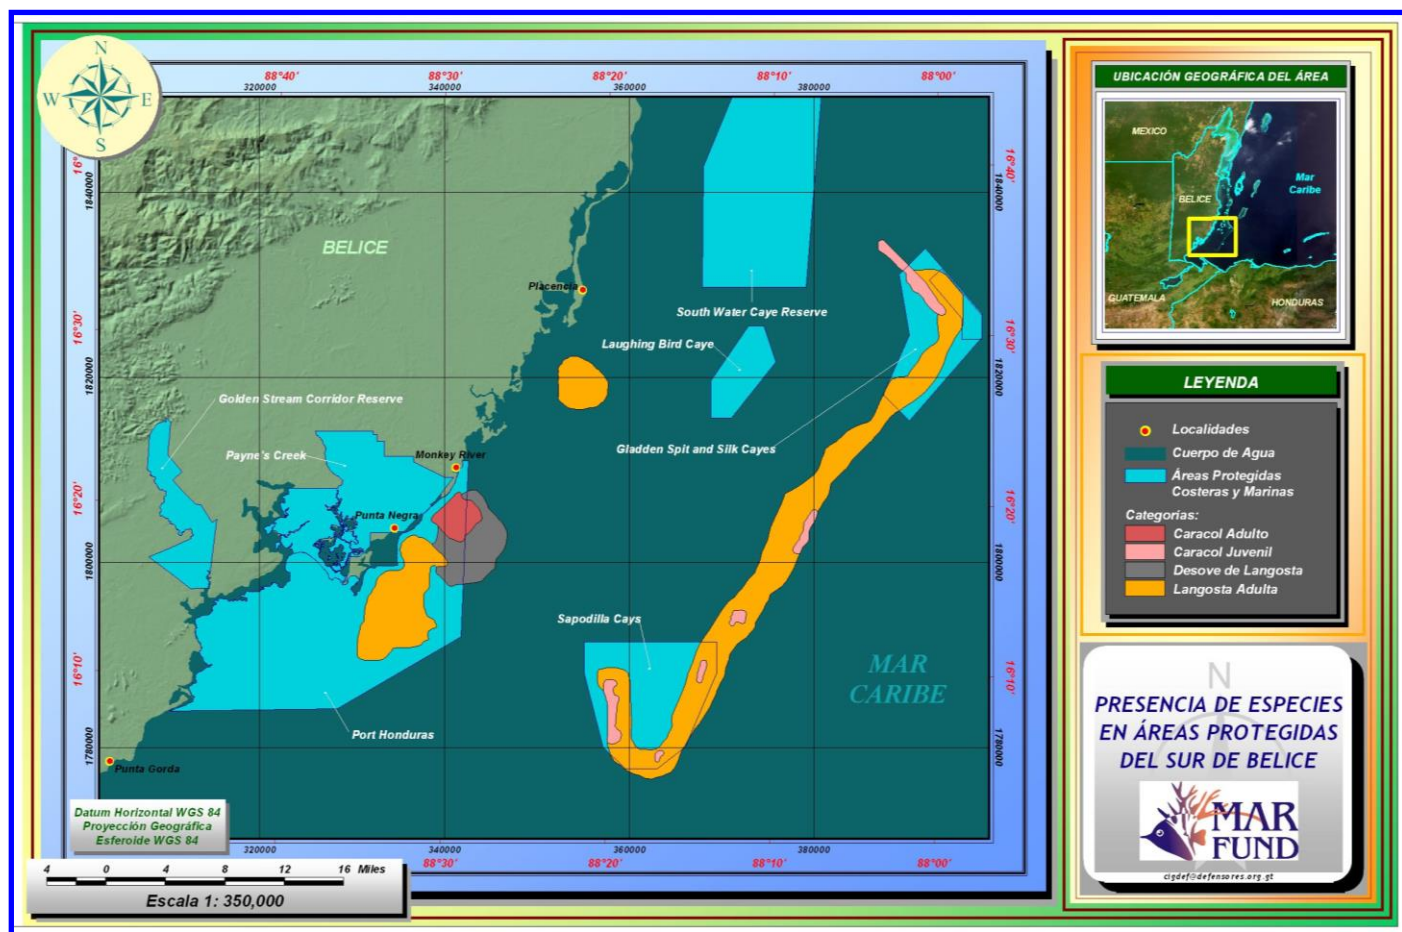 N
W
E
S
88°40'
88°30'
88°20'
88°10'
88°00'
320000
340000
360000
380000
16°40'
1840000
1840000
BELICE
Placencia
South Water Caye Reserve
16°30'
16°30'
Laughing Bird Caye
1820000
1820000
Golden Stream Corridor Reserve
Payne's Creek
Monkey River
Gladden Spit and Silk Cayes
16°20'
16°20'
Punta Negra
1800000
1800000
Sapodilla Cays
16°10'
16°10'
MAR
CARIBE
Port Honduras
1780000
1780000
Punta Gorda
Datum Horizontal WGS 84
Proyección Geográfica
Esferoide WGS 84
320000
340000
360000
380000
88°30'
88°20'
88°10'
88°00'
4 0 4 8 12 16 Miles
Escala 1: 350,000
UBICACIÓN GEOGRÁFICA DEL ÁREA
MEXICO
Mar
Caribe
BELICE
GUATEMALA
HONDURAS
LEYENDA
Localidades
Cuerpo de Agua
Áreas Protegidas
Costeras y Marinas
Categorías:
Caracol Adulto
Caracol Juvenil
Desove de Langosta
Langosta Adulta
N
PRESENCIA DE ESPECIES
EN ÁREAS PROTEGIDAS
DEL SUR DE BELICE
MAR
FUND
cigdef@defensores.org.gt